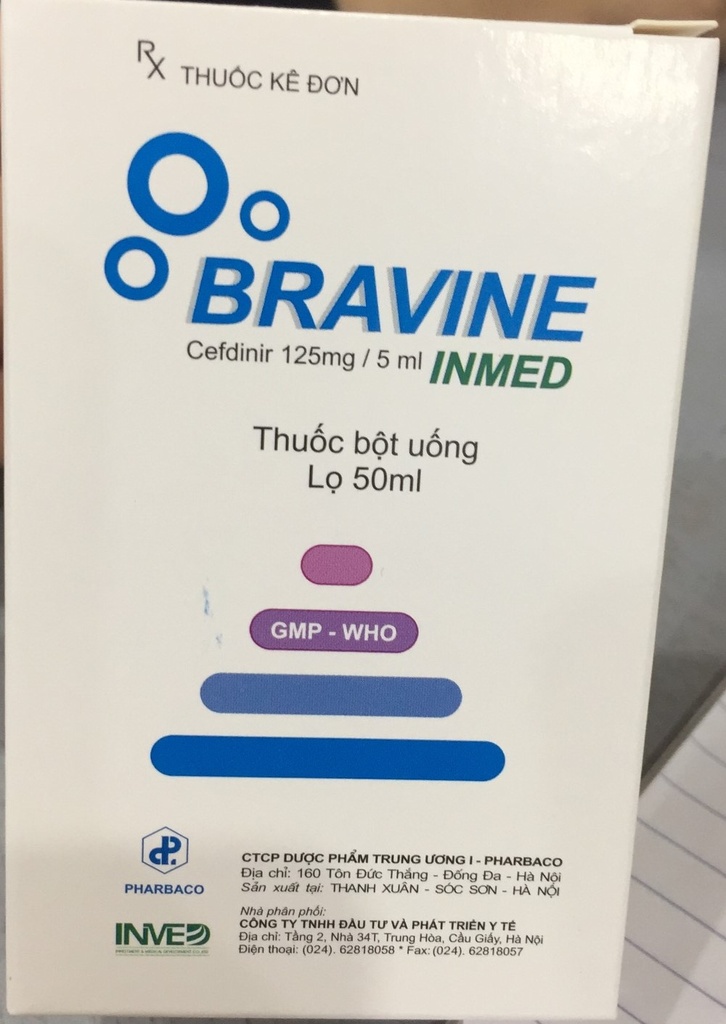 Rx THUỐC KÊ ĐƠN
BRAVINE
Cefdinir 125mg / 5 ml INMED
Thuốc bột uống
Lọ 50ml
GMP - WHO
PHARBACO
CTCP DƯỢC PHẨM TRUNG ƯƠNG I - PHARBACO
Địa chỉ: 160 Tôn Đức Thắng - Đống Đa - Hà Nội
Sản xuất tại: THANH XUÂN - SÓC SƠN - HÀ NỘI
INVED
Nhà phân phối:
CÔNG TY TNHH ĐẦU TƯ VÀ PHÁT TRIỂN Y TẾ
Địa chỉ: Tầng 2, Nhà 34T, Trung Hòa, Cầu Giấy, Hà Nội
Điện thoại: (024). 62818058 * Fax: (024). 62818057